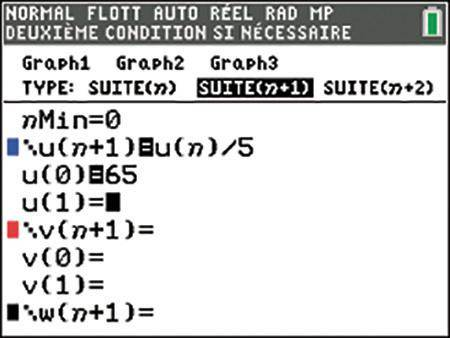 NORMAL FLOTT AUTO RÉEL RAD MP
DEUXIÈME CONDITION SI NÉCESSAIRE
Graph1 Graph2 Graph3
TYPE: SUITE(n) SUITE(n+1) SUITE(n+2)
nMin=0
u(n+1)=u(n)/5
u(0)=65
u(1)=
v(n+1)=
v(0)=
v(1)=
w(n+1)=